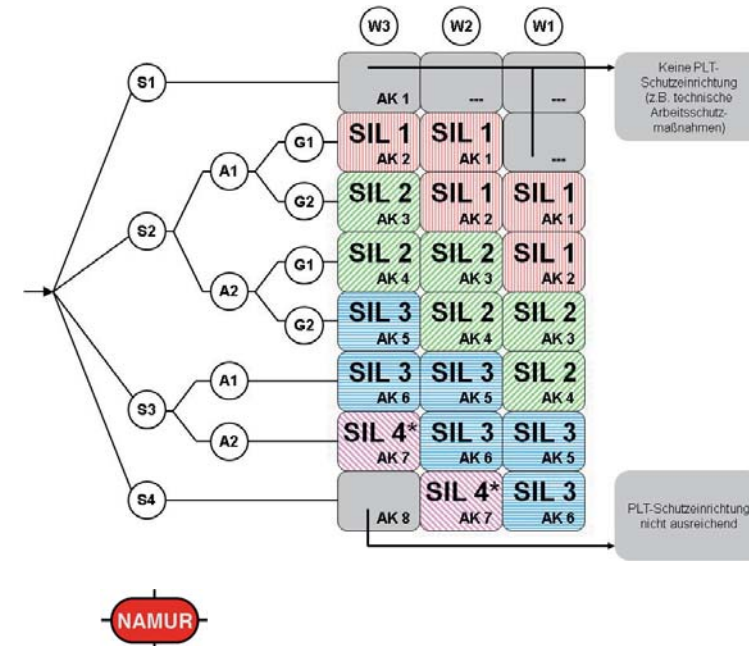 W3 W2 W1
S1
AK 1 --- ---
Keine PLT-
Schutzeinrichtung
(z.B. technische
Arbeitsschutz-
maßnahmen)
G1
SIL 1 SIL 1
AK 2 AK 1 ---
A1
G2
SIL 2 SIL 1 SIL 1
AK 3 AK 2 AK 1
S2
G1
SIL 2 SIL 2 SIL 1
AK 4 AK 3 AK 2
A2
G2
SIL 3 SIL 2 SIL 2
AK 5 AK 4 AK 3
A1
SIL 3 SIL 3 SIL 2
AK 6 AK 5 AK 4
S3
A2
SIL 4* SIL 3 SIL 3
AK 7 AK 6 AK 5
S4
SIL 4* SIL 3
AK 8 AK 7 AK 6
PLT-Schutzeinrichtung
nicht ausreichend
NAMUR